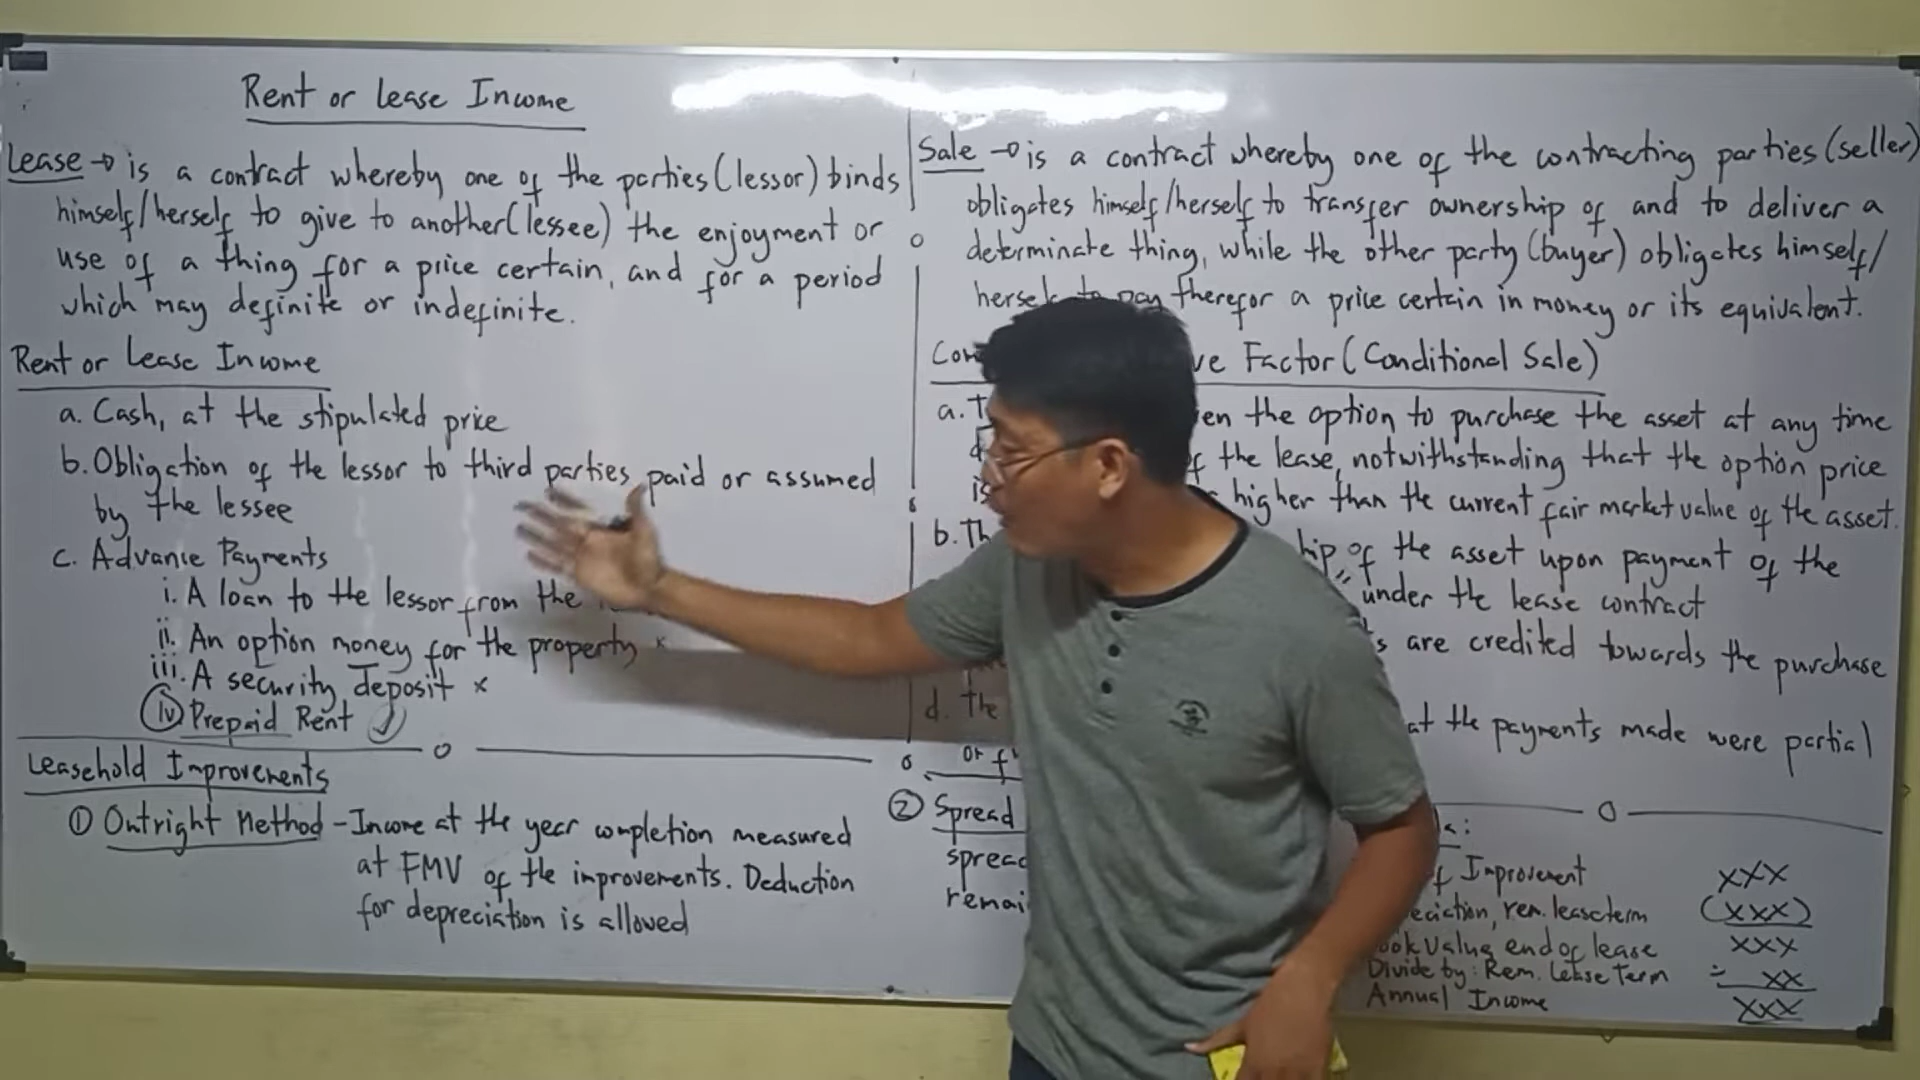 Rent or Lease Income
Lease → is a contract whereby one of the parties (lessor) binds
himself/herself to give to another (lessee) the enjoyment or
use of a thing for a price certain, and for a period
which may definite or indefinite.
Rent or Lease Income
a. Cash, at the stipulated price
b. Obligation of the lessor to third parties paid or assumed
by the lessee
c. Advance Payments
i. A loan to the lessor from the
ii. An option money for the property x
iii. A security Deposit x
iv Prepaid Rent ✓
Leasehold Improvements
① Outright Method - Income at the year completion measured
at FMV of the improvements. Deduction
for depreciation is allowed
Sale → is a contract whereby one of the contracting parties (seller)
obligates himself/herself to transfer ownership of and to deliver a
determinate thing, while the other party (buyer) obligates himself/
herself to pay therefor a price certain in money or its equivalent.
Factor (Conditional Sale)
a. the option to purchase the asset at any time
the lease, notwithstanding that the option price
is higher than the current fair market value of the asset.
b. of the asset upon payment of the
under the lease contract
are credited towards the purchase
d. The at the payments made were partial
or
② Spread
spread
Improvement xxx
rem. lease term (xxx)
remai
Value, end of lease xxx
Divide by: Rem. Lease Term ÷ xx
Annual Income xxx